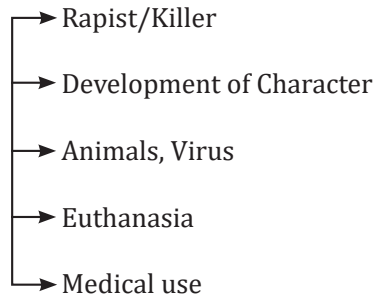 Rapist/Killer
Development of Character
Animals, Virus
Euthanasia
Medical use